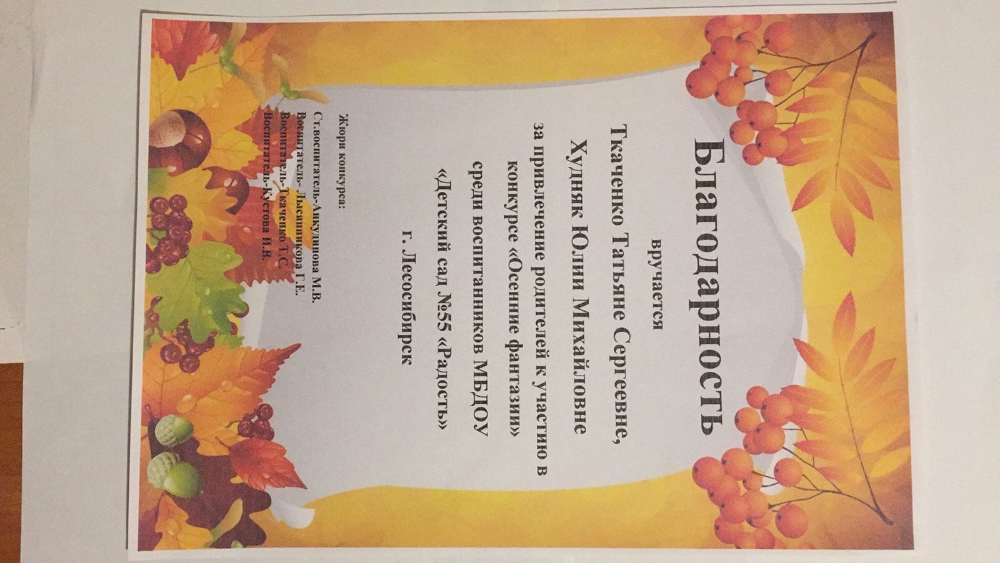 Благодарность
вручается
Ткаченко Татьяне Сергеевне,
Худняк Юлии Михайловне
за привлечение родителей к участию в
конкурсе «Осенние фантазии»
среди воспитанников МБДОУ
«Детский сад №55 «Радость»
г. Лесосибирск
Жюри конкурса:
Ст.воспитатель-Анкудинова М.В.
Воспитатель- Лысянникова Г.Е.
Воспитатель-Ткаченко Т.С.
Воспитатель-Кустова И.В.